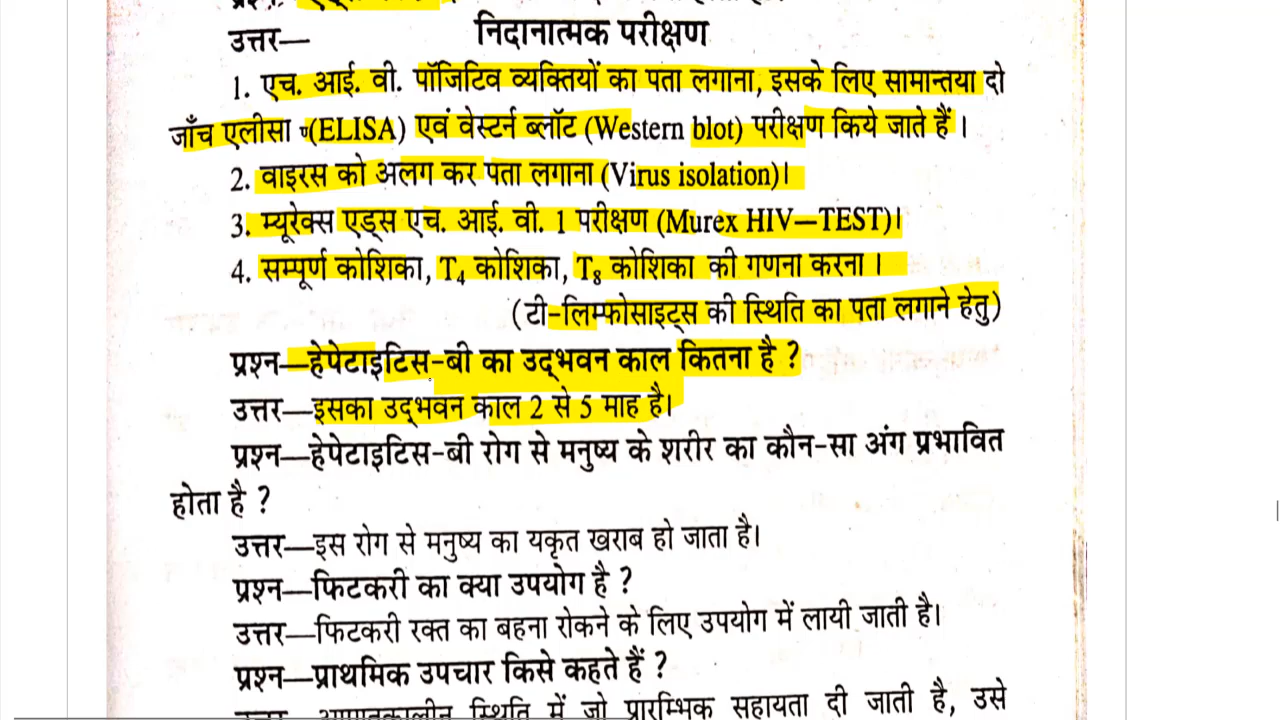 उत्तर— निदानात्मक परीक्षण
1. एच. आई. वी. पॉजिटिव व्यक्तियों का पता लगाना, इसके लिए सामान्तया दो
जाँच एलीसा (ELISA) एवं वेस्टर्न ब्लॉट (Western blot) परीक्षण किये जाते हैं।
2. वाइरस को अलग कर पता लगाना (Virus isolation)।
3. म्यूरेक्स एड्स एच. आई. वी. 1 परीक्षण (Murex HIV—TEST)।
4. सम्पूर्ण कोशिका, T4 कोशिका, T8 कोशिका की गणना करना।
(टी-लिम्फोसाइट्स की स्थिति का पता लगाने हेतु)
प्रश्न—हेपेटाइटिस-बी का उद्भवन काल कितना है ?
उत्तर—इसका उद्भवन काल 2 से 5 माह है।
प्रश्न—हेपेटाइटिस-बी रोग से मनुष्य के शरीर का कौन-सा अंग प्रभावित
होता है ?
उत्तर—इस रोग से मनुष्य का यकृत खराब हो जाता है।
प्रश्न—फिटकरी का क्या उपयोग है ?
उत्तर—फिटकरी रक्त का बहना रोकने के लिए उपयोग में लायी जाती है।
प्रश्न—प्राथमिक उपचार किसे कहते हैं ?
स्थिति में जो प्रारम्भिक सहायता दी जाती है, उसे